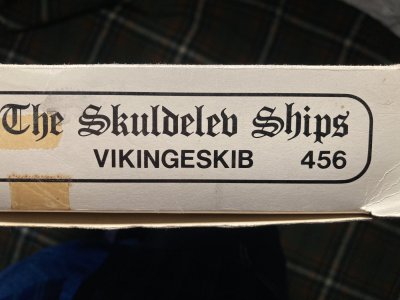 The Skuldelev Ships
VIKINGESKIB 456